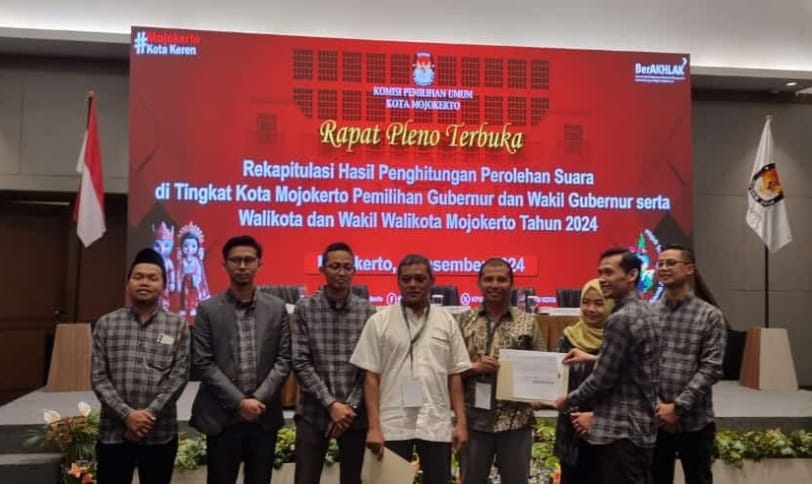 #Mojokerto
Kota Keren
BerAKHLAK
KOMISI PEMILIHAN UMUM
KOTA MOJOKERTO
Rapat Pleno Terbuka
Rekapitulasi Hasil Penghitungan Perolehan Suara
di Tingkat Kota Mojokerto Pemilihan Gubernur dan Wakil Gubernur serta
Walikota dan Wakil Walikota Mojokerto Tahun 2024